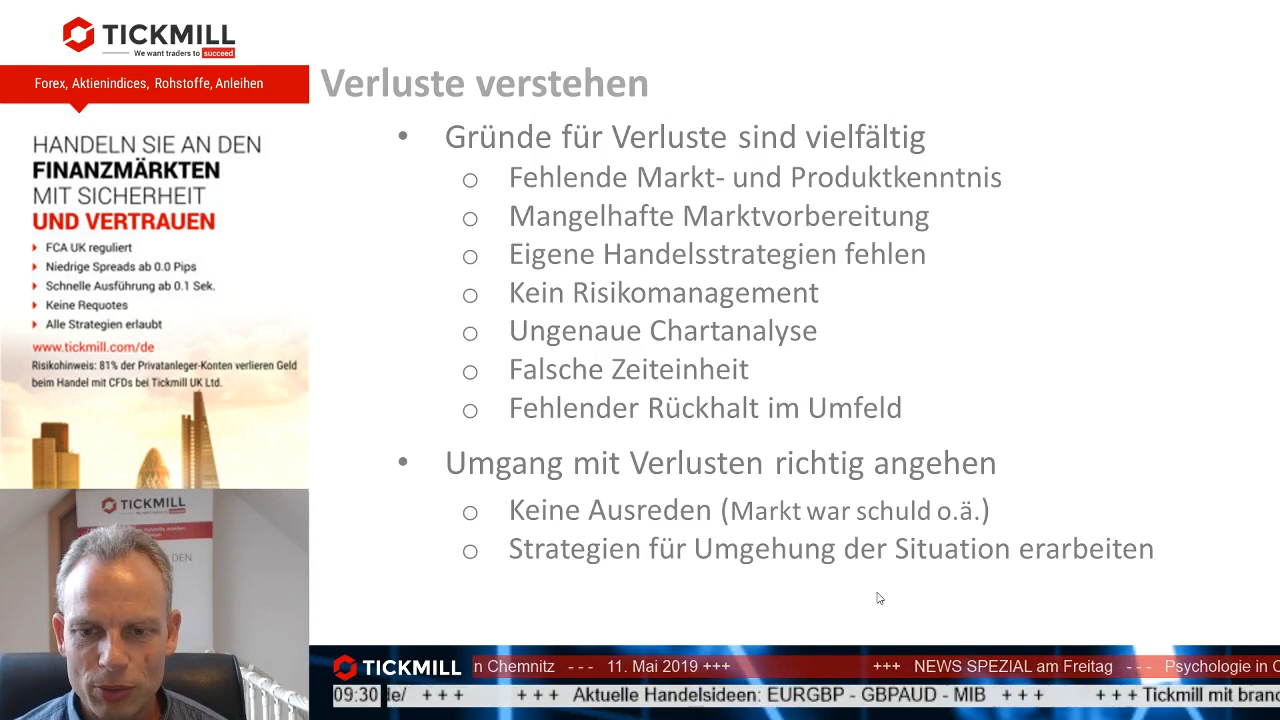 TICKMILL
We want traders to succeed
Forex, Aktienindices, Rohstoffe, Anleihen
HANDELN SIE AN DEN
FINANZMÄRKTEN
MIT SICHERHEIT
UND VERTRAUEN
FCA UK reguliert
Niedrige Spreads ab 0.0 Pips
Schnelle Ausführung ab 0.1 Sek.
Keine Requotes
Alle Strategien erlaubt
www.tickmill.com/de
Risikohinweis: 81% der Privatanleger-Konten verlieren Geld
beim Handel mit CFDs bei Tickmill UK Ltd.
TICKMILL
DEN
Verluste verstehen
• Gründe für Verluste sind vielfältig
o Fehlende Markt- und Produktkenntnis
o Mangelhafte Marktvorbereitung
o Eigene Handelsstrategien fehlen
o Kein Risikomanagement
o Ungenaue Chartanalyse
o Falsche Zeiteinheit
o Fehlender Rückhalt im Umfeld
• Umgang mit Verlusten richtig angehen
o Keine Ausreden (Markt war schuld o.ä.)
o Strategien für Umgehung der Situation erarbeiten
TICKMILL n Chemnitz - - - 11. Mai 2019 +++ +++ NEWS SPEZIAL am Freitag - - - Psychologie in
09:30 de/ + + + + + + Aktuelle Handelsideen: EURGBP - GBPAUD - MIB + + + + + + Tickmill mit